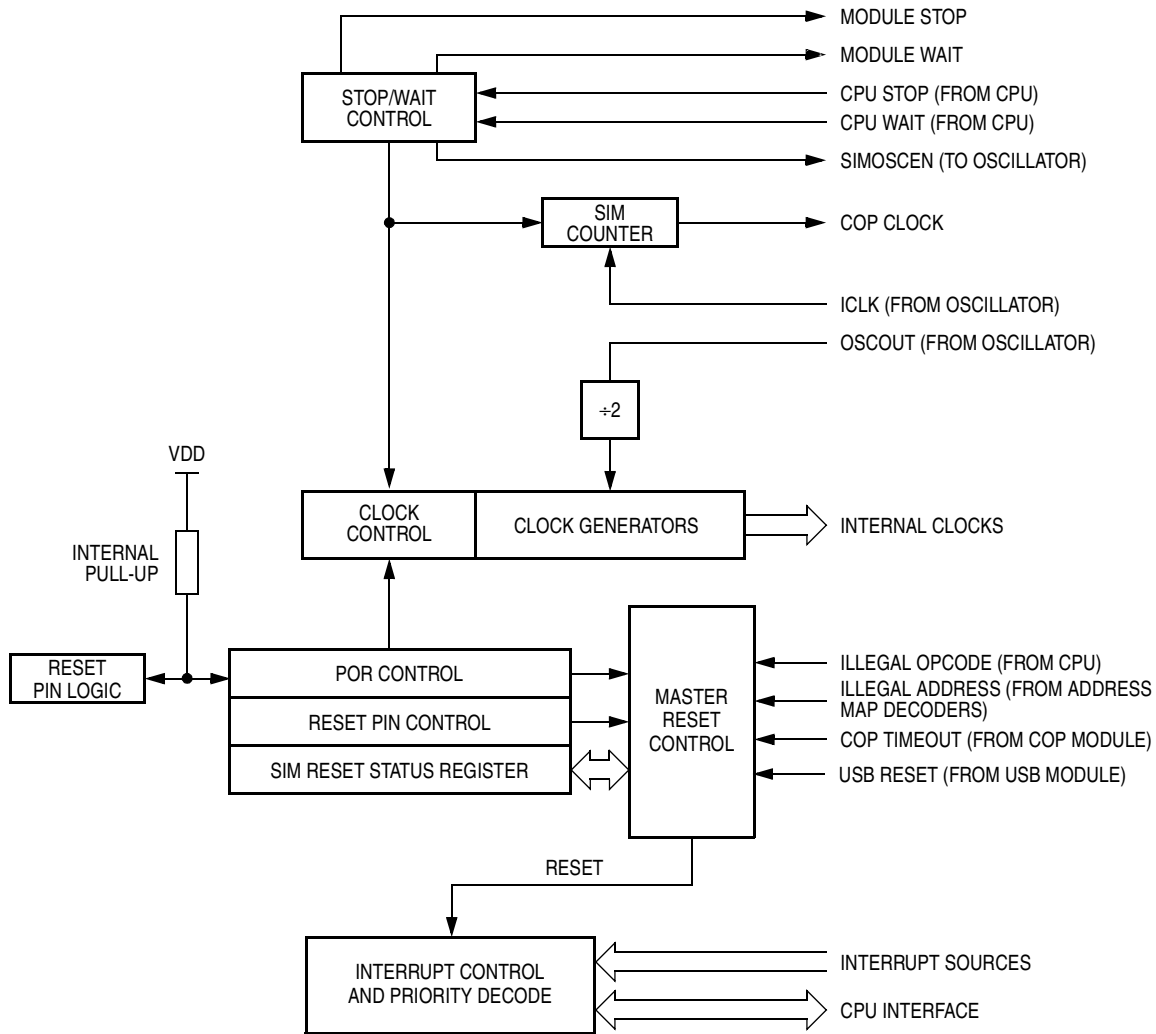 MODULE STOP
MODULE WAIT
STOP/WAIT
CONTROL
CPU STOP (FROM CPU)
CPU WAIT (FROM CPU)
SIMOSCEN (TO OSCILLATOR)
SIM
COUNTER
COP CLOCK
ICLK (FROM OSCILLATOR)
OSCOUT (FROM OSCILLATOR)
÷2
VDD
INTERNAL
PULL-UP
CLOCK
CONTROL
CLOCK GENERATORS
INTERNAL CLOCKS
RESET
PIN LOGIC
POR CONTROL
RESET PIN CONTROL
SIM RESET STATUS REGISTER
MASTER
RESET
CONTROL
ILLEGAL OPCODE (FROM CPU)
ILLEGAL ADDRESS (FROM ADDRESS
MAP DECODERS)
COP TIMEOUT (FROM COP MODULE)
USB RESET (FROM USB MODULE)
RESET
INTERRUPT CONTROL
AND PRIORITY DECODE
INTERRUPT SOURCES
CPU INTERFACE